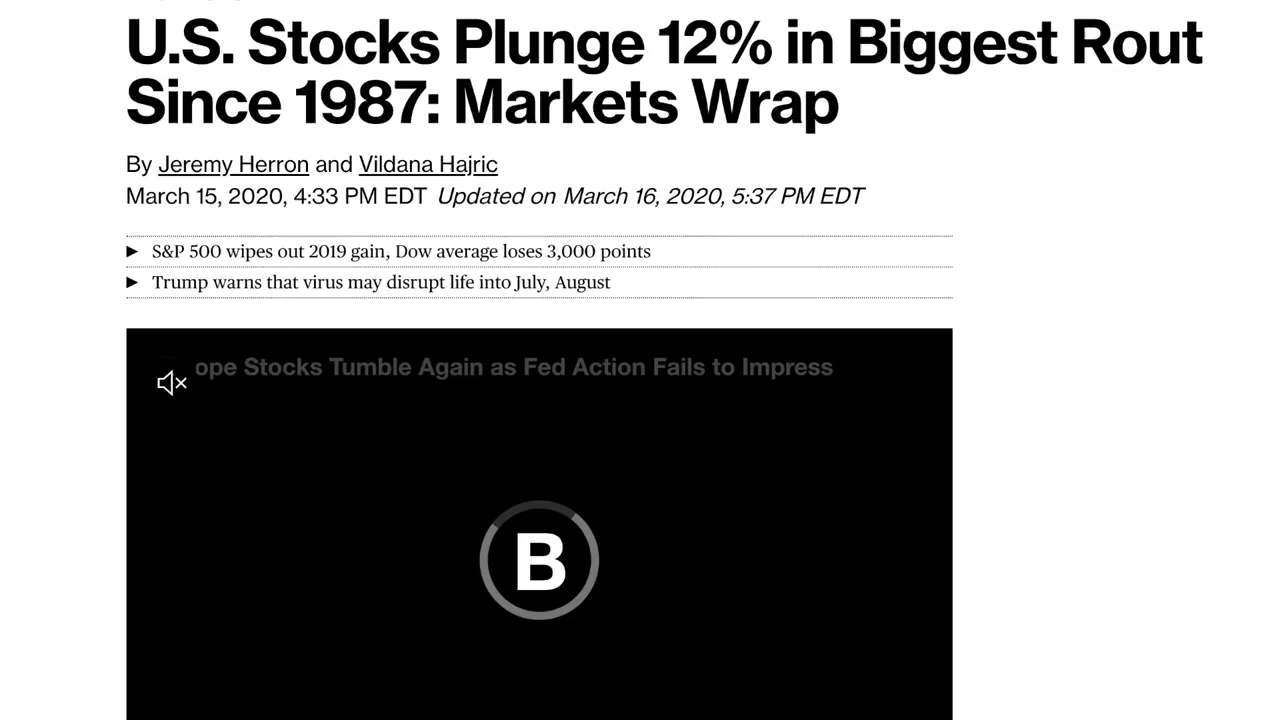 U.S. Stocks Plunge 12% in Biggest Rout
Since 1987: Markets Wrap
By Jeremy Herron and Vildana Hajric
March 15, 2020, 4:33 PM EDT Updated on March 16, 2020, 5:37 PM EDT
▶ S&P 500 wipes out 2019 gain, Dow average loses 3,000 points
▶ Trump warns that virus may disrupt life into July, August
ope Stocks Tumble Again as Fed Action Fails to Impress
B